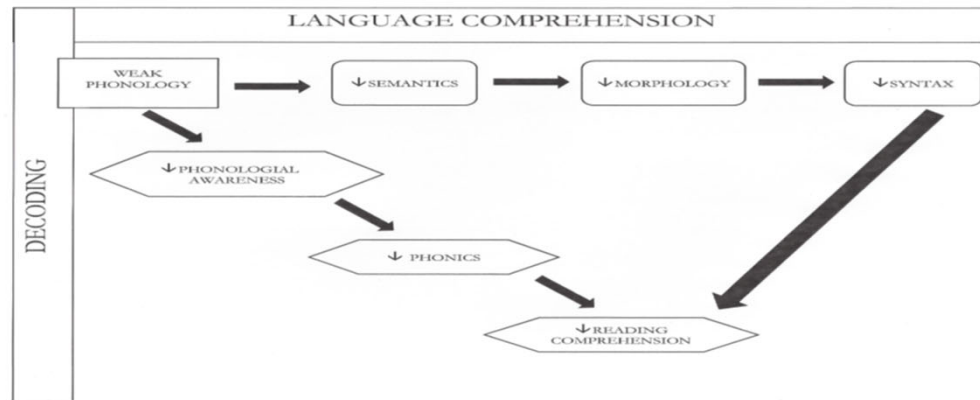 LANGUAGE COMPREHENSION
DECODING
WEAK
PHONOLOGY
↓SEMANTICS
↓MORPHOLOGY
↓SYNTAX
↓PHONOLOGIAL
AWARENESS
↓ PHONICS
↓READING
COMPREHENSION